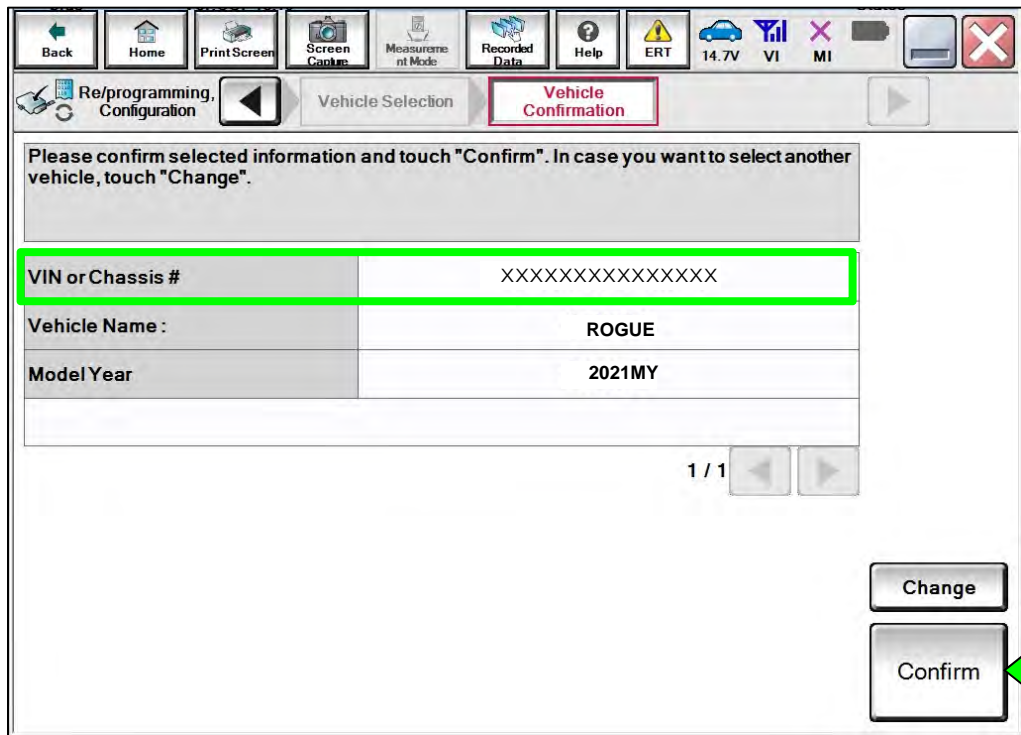 Back
Home
Print Screen
Screen
Capture
Measureme
nt Mode
Recorded
Data
Help
ERT
14.7V
VI
MI
Re/programming,
Configuration
Vehicle Selection
Vehicle
Confirmation
Please confirm selected information and touch "Confirm". In case you want to select another
vehicle, touch "Change".
VIN or Chassis # XXXXXXXXXXXXXXX
Vehicle Name : ROGUE
Model Year 2021MY
1 / 1
Change
Confirm